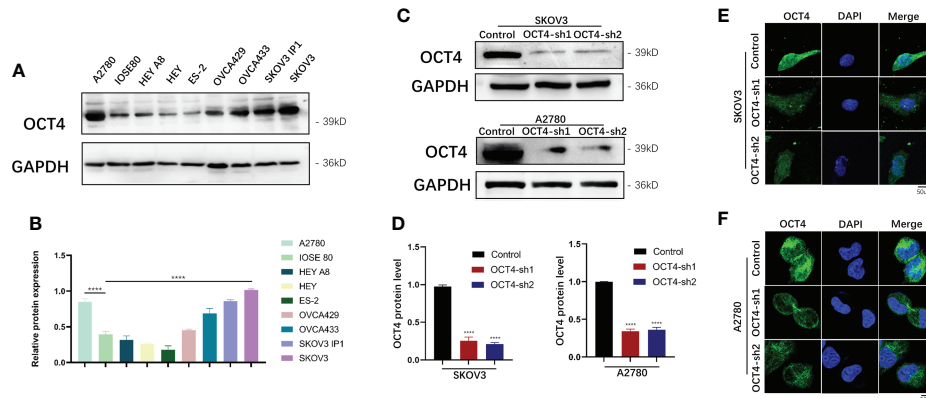 A
A2780
IOSE80
HEY A8
HEY
ES-2
OVCA429
OVCA433
SKOV3 IP1
SKOV3
OCT4
- 39kD
GAPDH
- 36kD
B
Relative protein expression
1.5
1.0
0.5
0.0
****
****
A2780
IOSE 80
HEY A8
HEY
ES-2
OVCA429
OVCA433
SKOV3 IP1
SKOV3
C
SKOV3
Control OCT4-sh1 OCT4-sh2
OCT4
- 39kD
GAPDH
- 36kD
A2780
Control OCT4-sh1 OCT4-sh2
OCT4
- 39kD
GAPDH
- 36kD
D
OCT4 protein level
1.5
1.0
0.5
0.0
****
****
SKOV3
Control
OCT4-sh1
OCT4-sh2
OCT4 protein level
1.5
1.0
0.5
0.0
****
****
A2780
Control
OCT4-sh1
OCT4-sh2
E
OCT4 DAPI Merge
SKOV3
Control
OCT4-sh1
OCT4-sh2
F
OCT4 DAPI Merge
A2780
Control
OCT4-sh1
OCT4-sh2